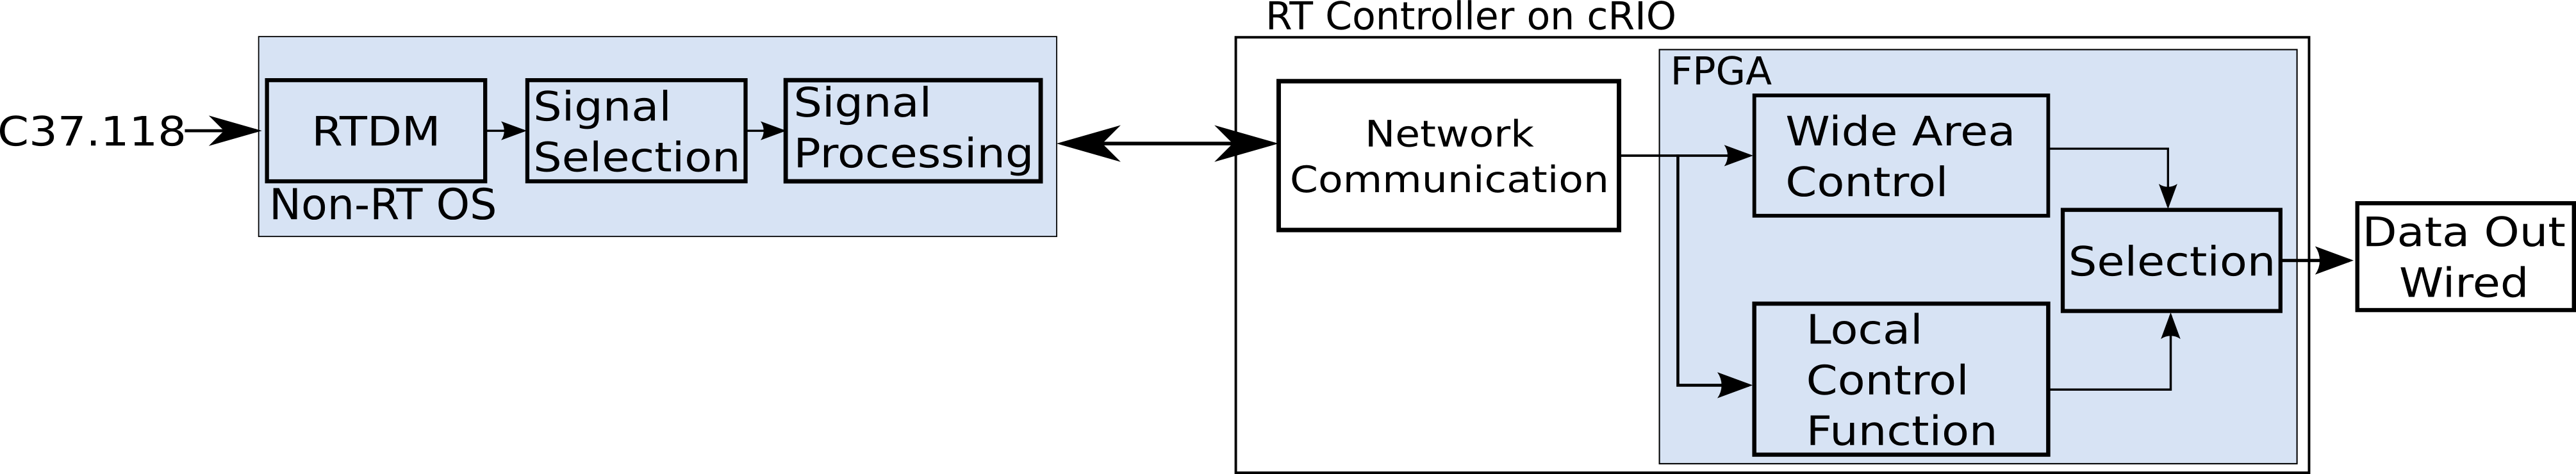 C37.118
RTDM
Signal
Selection
Signal
Processing
Non-RT OS
RT Controller on cRIO
Network
Communication
FPGA
Wide Area
Control
Local
Control
Function
Selection
Data Out
Wired